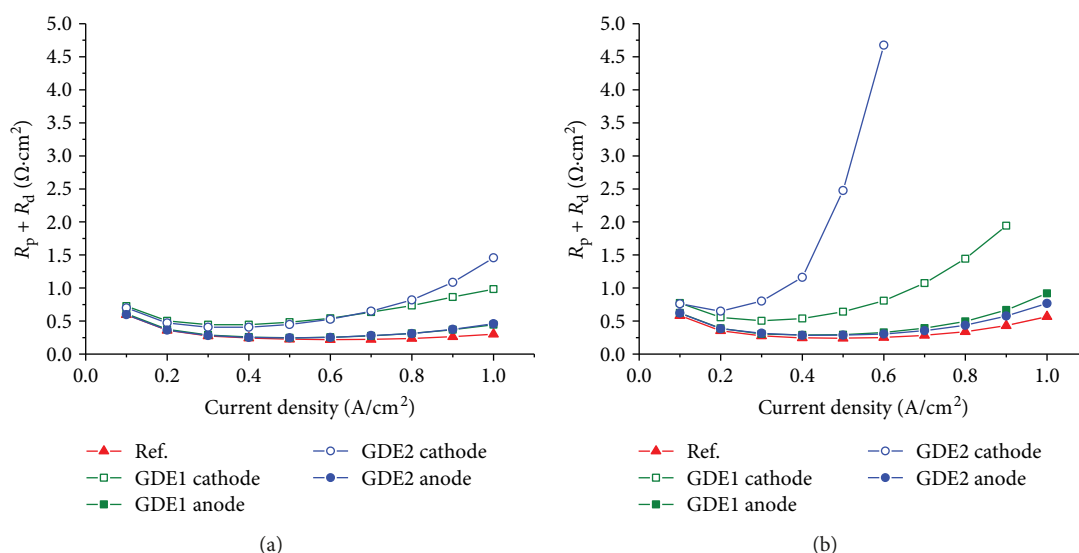 5.0
4.5
4.0
3.5
3.0
2.5
2.0
1.5
1.0
0.5
0.0
Rp + Rd (Ω·cm²)
0.0 0.2 0.4 0.6 0.8 1.0
Current density (A/cm²)
Ref.
GDE1 cathode
GDE1 anode
GDE2 cathode
GDE2 anode
(a)
5.0
4.5
4.0
3.5
3.0
2.5
2.0
1.5
1.0
0.5
0.0
Rp + Rd (Ω·cm²)
0.0 0.2 0.4 0.6 0.8 1.0
Current density (A/cm²)
Ref.
GDE1 cathode
GDE1 anode
GDE2 cathode
GDE2 anode
(b)